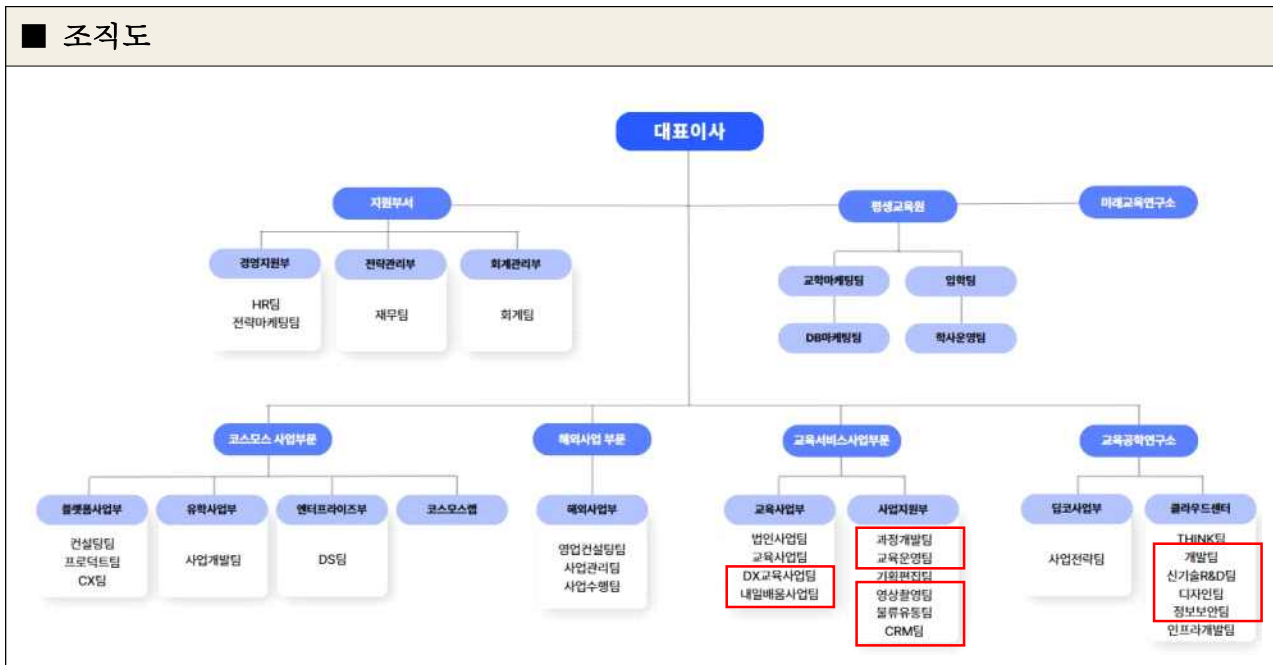 ■ 조직도
대표이사
지원부서
평생교육원
미래교육연구소
경영지원부
전략관리부
회계관리부
HR팀
전략마케팅팀
재무팀
회계팀
교학마케팅팀
입학팀
DB마케팅팀
학사운영팀
코스모스 사업부문
해외사업 부문
교육서비스사업부문
교육공학연구소
플랫폼사업부
유학사업부
엔터프라이즈부
코스모스랩
해외사업부
교육사업부
사업지원부
딥코사업부
클라우드센터
컨설팅팀
프로덕트팀
CX팀
사업개발팀
DS팀
영업컨설팅팀
사업관리팀
사업수행팀
법인사업팀
교육사업팀
DX교육사업팀
내일배움사업팀
과정개발팀
교육운영팀
기획편집팀
영상촬영팀
물류유통팀
CRM팀
사업전략팀
THINK팀
개발팀
신기술R&D팀
디자인팀
정보보안팀
인프라개발팀